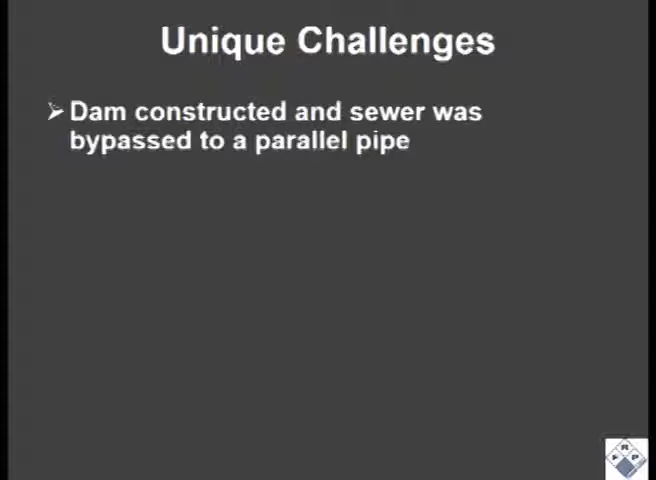 Unique Challenges
Dam constructed and sewer was
bypassed to a parallel pipe
R
F P